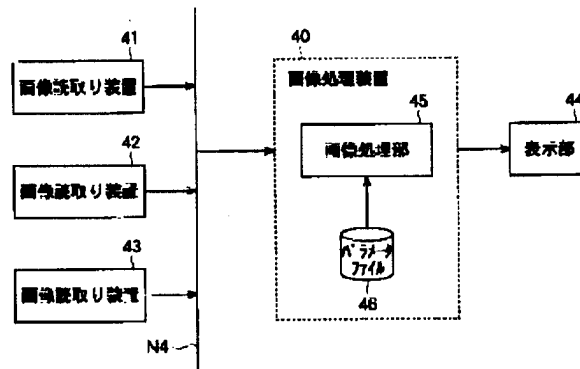 41
画像読取り装置
42
画像読取り装置
43
画像読取り装置
N4
40
画像処理装置
45
画像処理部
パラメータ
ファイル
46
44
表示部